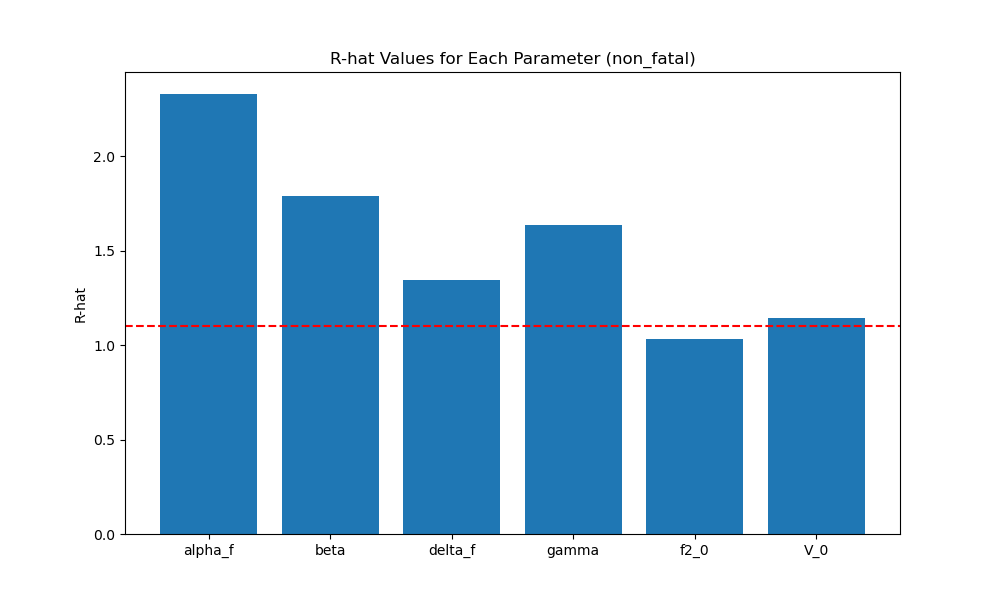 R-hat Values for Each Parameter (non_fatal)
2.0
1.5
1.0
0.5
0.0
R-hat
alpha_f beta delta_f gamma f2_0 V_0